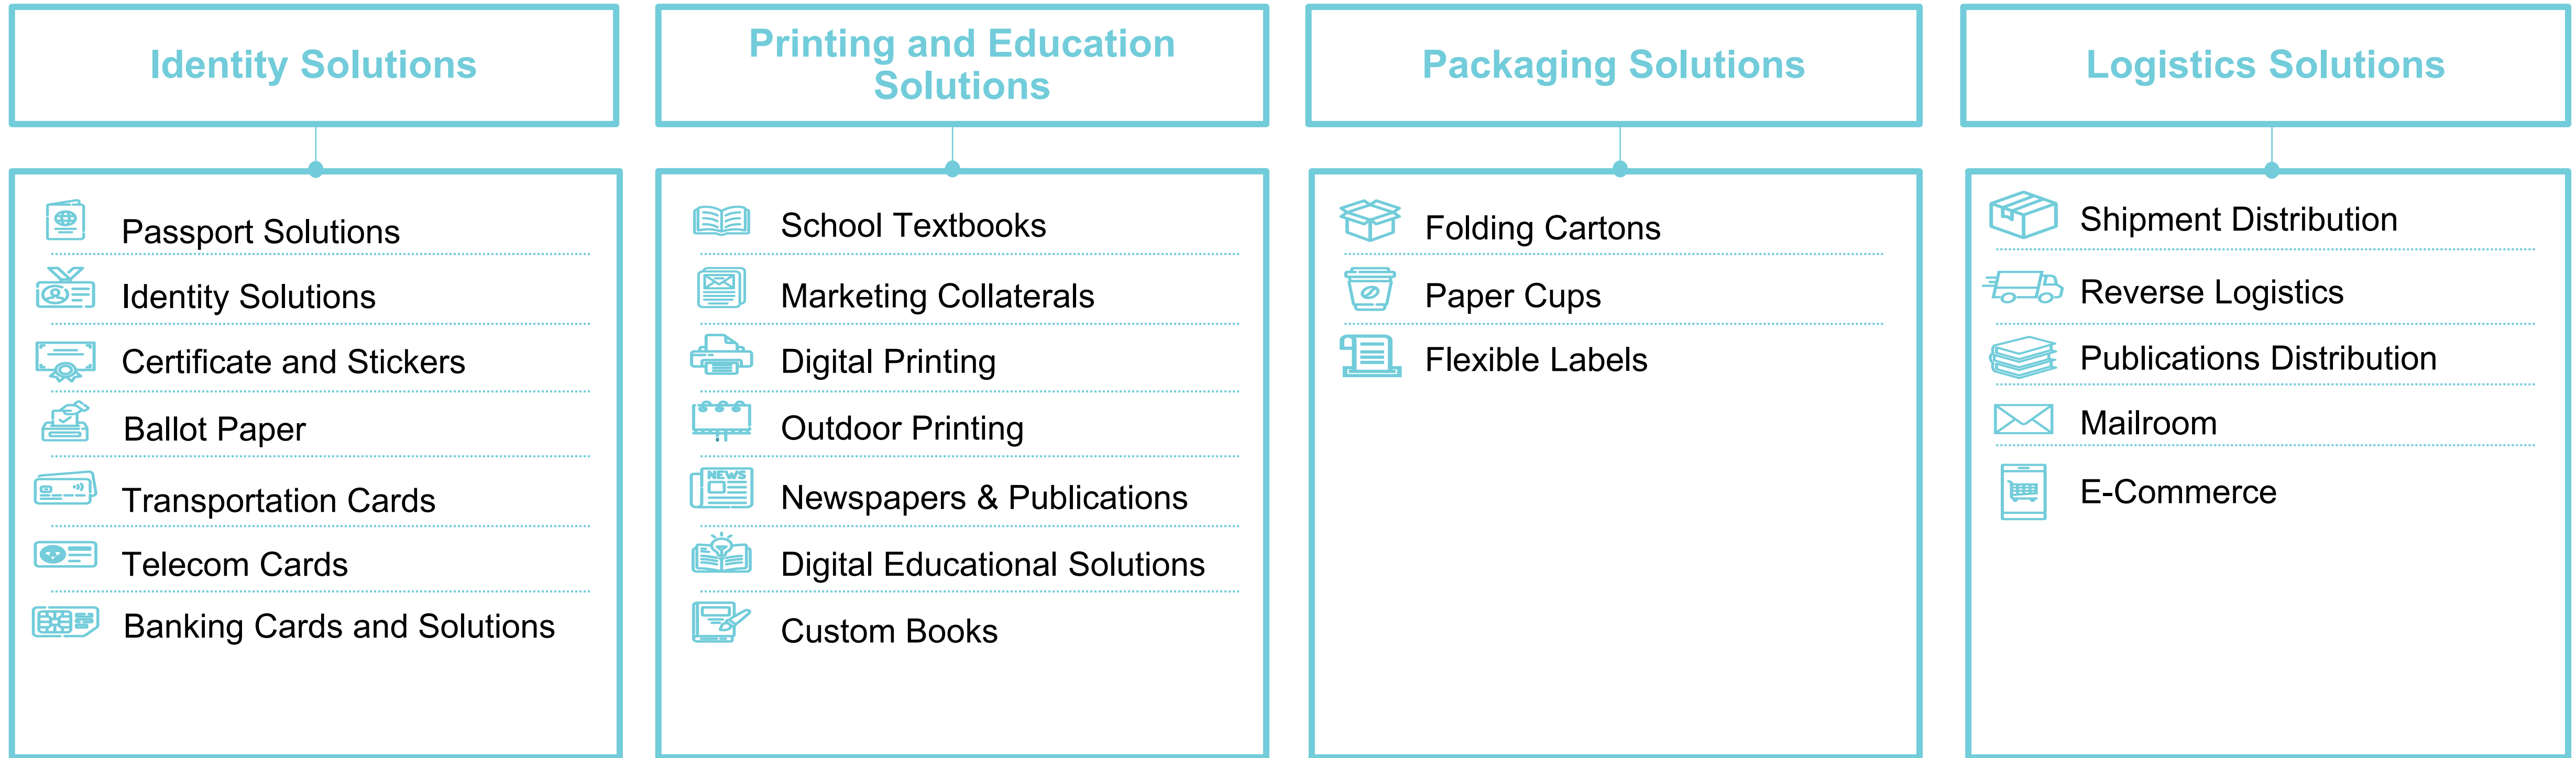 Identity Solutions
Passport Solutions
Identity Solutions
Certificate and Stickers
Ballot Paper
Transportation Cards
Telecom Cards
Banking Cards and Solutions
Printing and Education
Solutions
School Textbooks
Marketing Collaterals
Digital Printing
Outdoor Printing
NEWS
Newspapers & Publications
Digital Educational Solutions
Custom Books
Packaging Solutions
Folding Cartons
Paper Cups
Flexible Labels
Logistics Solutions
Shipment Distribution
Reverse Logistics
Publications Distribution
Mailroom
E-Commerce